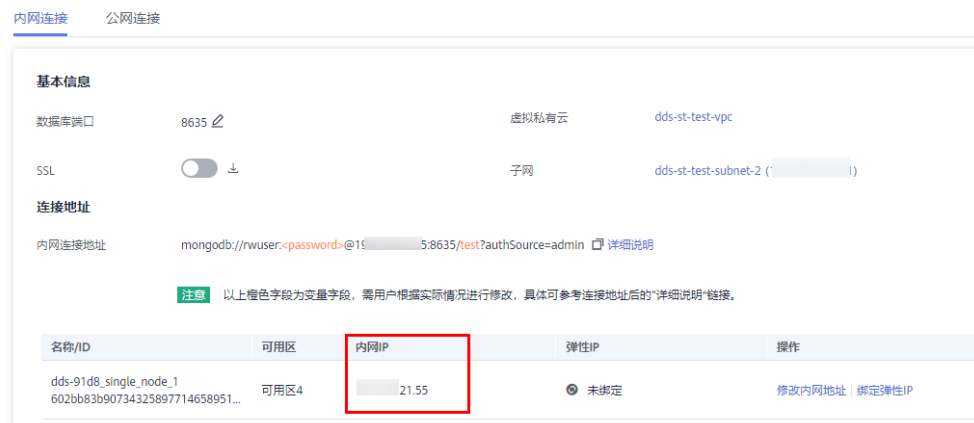 内网连接 公网连接
基本信息
数据库端口 8635 虚拟私有云 dds-st-test-vpc
SSL 子网 dds-st-test-subnet-2 ( )
连接地址
内网连接地址 mongodb://rwuser:<password>@19 5:8635/test?authSource=admin 详细说明
注意 以上橙色字段为变量字段，需用户根据实际情况进行修改，具体可参考连接地址后的“详细说明”链接。
名称/ID 可用区 内网IP 弹性IP 操作
dds-91d8_single_node_1
602bb83b90734325897714658951... 可用区4 21.55 未绑定 修改内网地址 | 绑定弹性IP